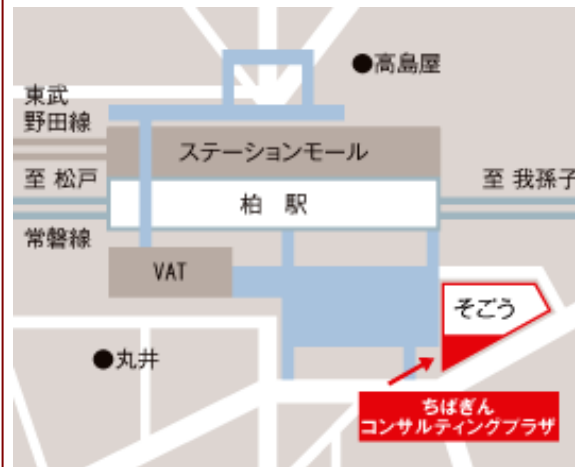 ●高島屋
東武
野田線
ステーションモール
至 松戸
至 我孫子
柏 駅
常磐線
VAT
そごう
●丸井
ちばぎん
コンサルティングプラザ